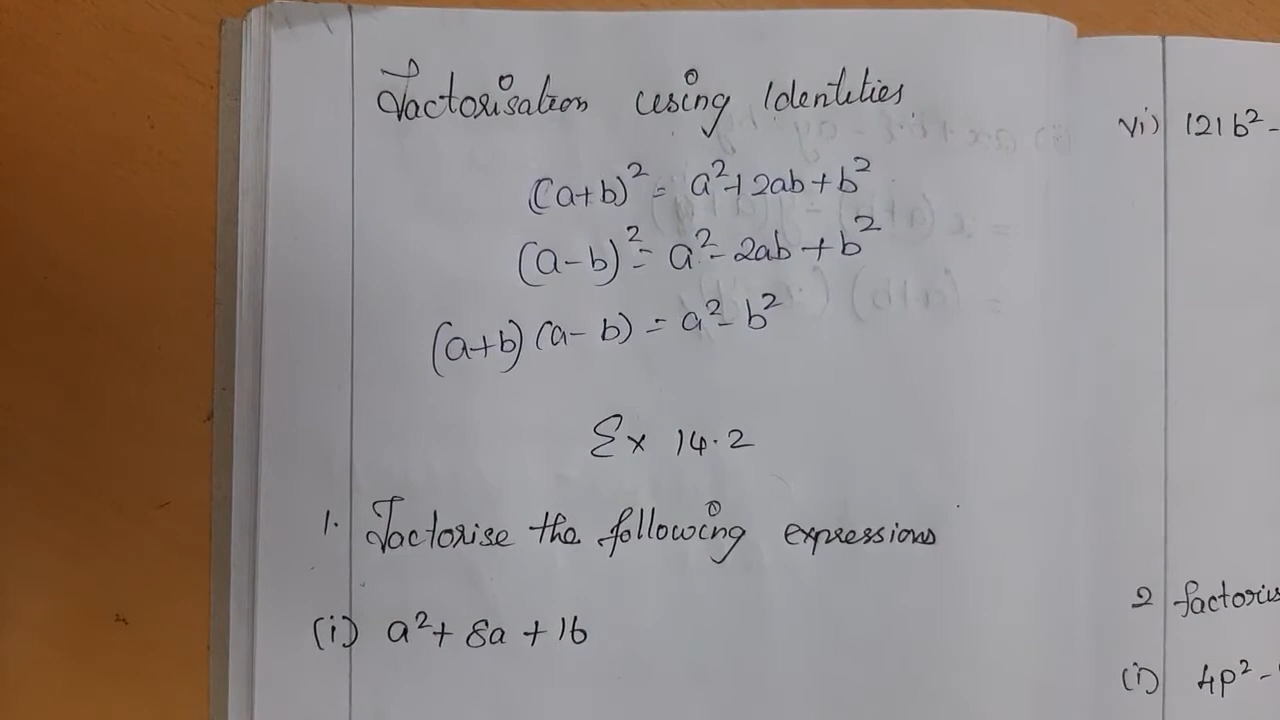 Factorisation using Identities
(a+b)² = a²+2ab+b²
(a-b)² = a²-2ab+b²
(a+b)(a-b) = a²-b²
Ex 14.2
1. Factorise the following expressions
(i) a²+8a+16
vi) 121b²-
2 factoris
(i) 4p²-